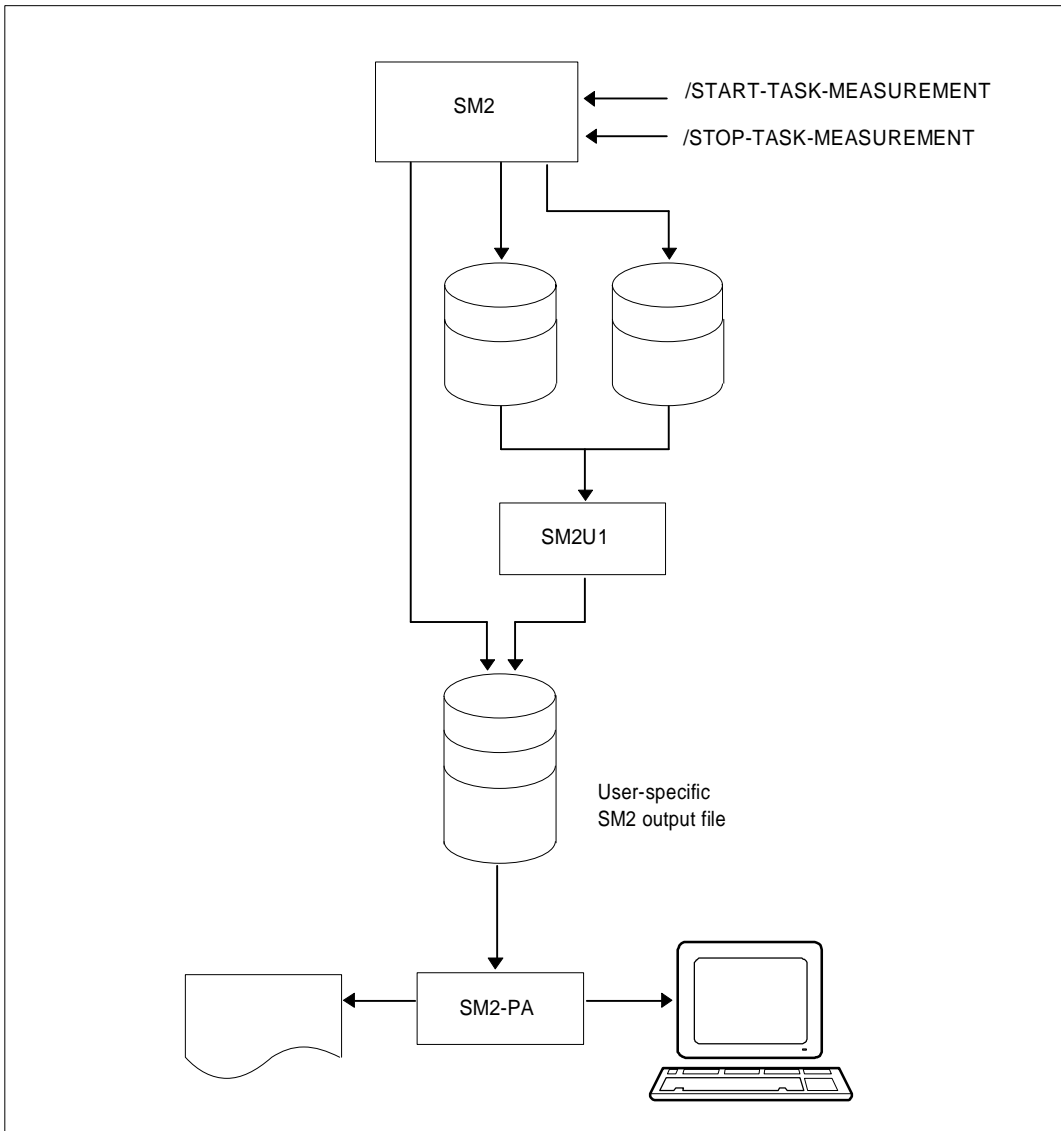 /START-TASK-MEASUREMENT
SM2
/STOP-TASK-MEASUREMENT
SM2U1
User-specific
SM2 output file
SM2-PA